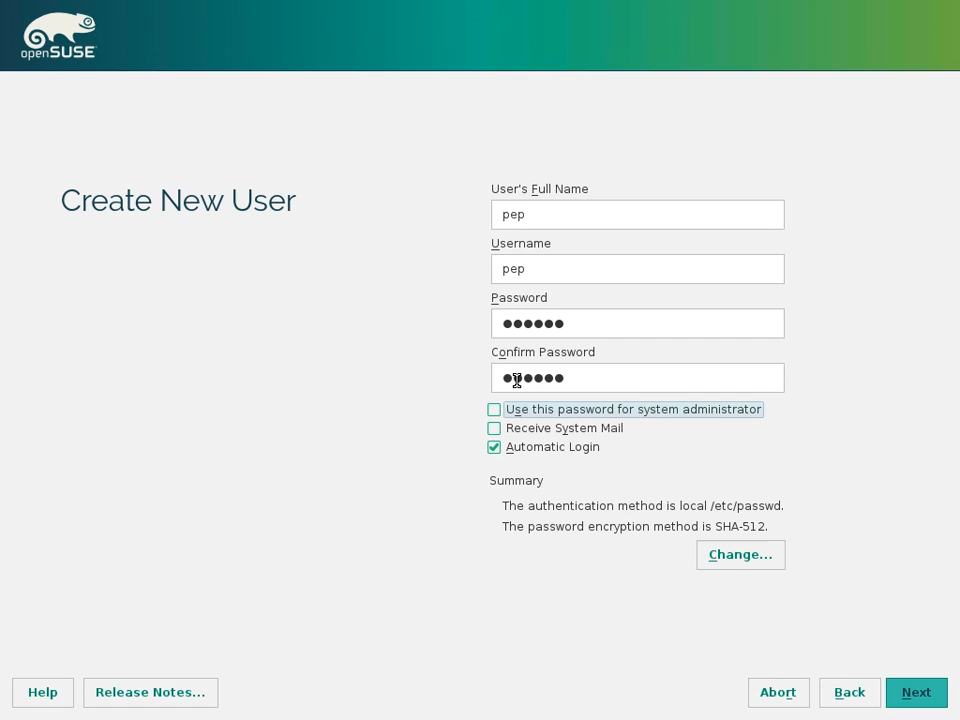 openSUSE
Create New User
User's Full Name
pep
Username
pep
Password
Confirm Password
Use this password for system administrator
Receive System Mail
Automatic Login
Summary
The authentication method is local /etc/passwd.
The password encryption method is SHA-512.
Change...
Help
Release Notes...
Abort
Back
Next